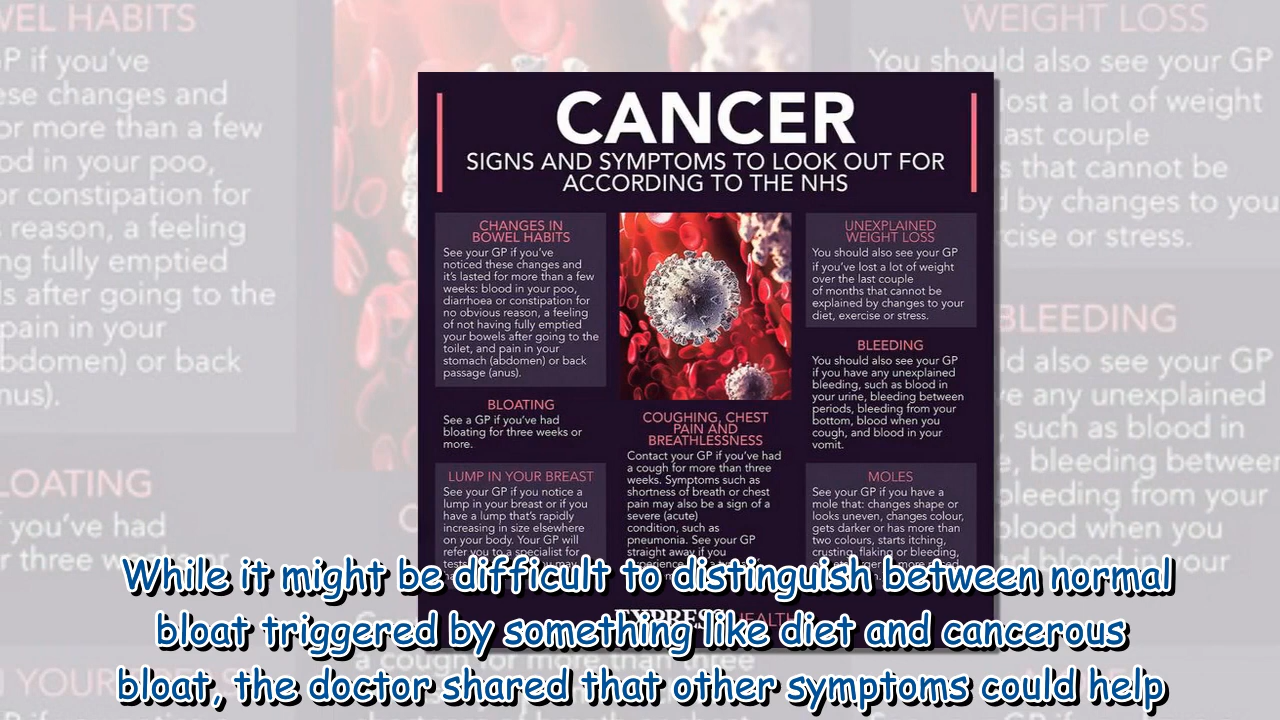 CANCER
SIGNS AND SYMPTOMS TO LOOK OUT FOR
ACCORDING TO THE NHS
CHANGES IN
BOWEL HABITS
See your GP if you've
noticed these changes and
it's lasted for more than a few
weeks: blood in your poo,
diarrhoea or constipation for
no obvious reason, a feeling
of not having fully emptied
your bowels after going to the
toilet, and pain in your
stomach (abdomen) or back
passage (anus).
BLOATING
See a GP if you've had
bloating for three weeks or
more.
LUMP IN YOUR BREAST
See your GP if you notice a
lump in your breast or if you
have a lump that's rapidly
increasing in size elsewhere
on your body. Your GP will
refer you to a specialist for
COUGHING, CHEST
PAIN AND
BREATHLESSNESS
Contact your GP if you've had
a cough for more than three
weeks. Symptoms such as
shortness of breath or chest
pain may also be a sign of a
severe (acute)
condition, such as
pneumonia. See your GP
straight away if you
UNEXPLAINED
WEIGHT LOSS
You should also see your GP
if you've lost a lot of weight
over the last couple
of months that cannot be
explained by changes to your
diet, exercise or stress.
BLEEDING
You should also see your GP
if you have any unexplained
bleeding, such as blood in
your urine, bleeding between
periods, bleeding from your
bottom, blood when you
cough, and blood in your
vomit.
MOLES
See your GP if you have a
mole that: changes shape or
looks uneven, changes colour,
gets darker or has more than
two colours, starts itching,
crusting, flaking or bleeding,
EXPRESS HEALTH
While it might be difficult to distinguish between normal
bloat triggered by something like diet and cancerous
bloat, the doctor shared that other symptoms could help